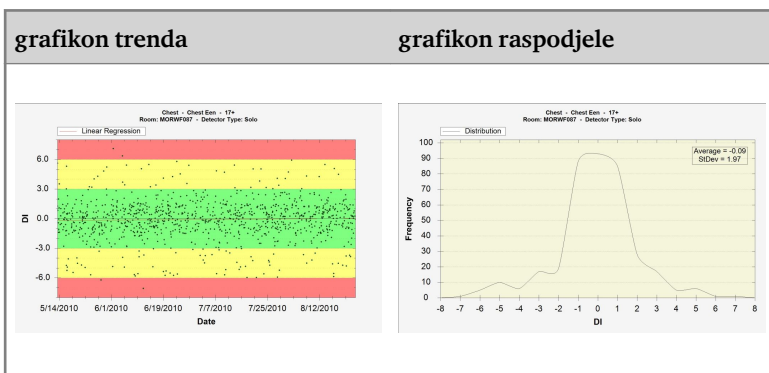 grafikon trenda
grafikon raspodjele
Chest - Chest Een - 17+
Room: MORWF087 - Detector Type: Solo
Linear Regression
6.0
3.0
0.0
-3.0
-6.0
DI
5/14/2010 6/1/2010 6/19/2010 7/7/2010 7/25/2010 8/12/2010
Date
Chest - Chest Een - 17+
Room: MORWF087 - Detector Type: Solo
Distribution
Average = -0.09
StDev = 1.97
100
90
80
70
60
50
40
30
20
10
0
Frequency
-8 -7 -6 -5 -4 -3 -2 -1 0 1 2 3 4 5 6 7 8
DI